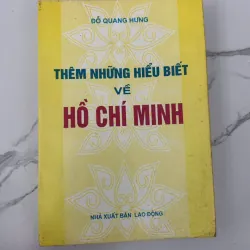 ĐỖ QUANG HƯNG
THÊM NHỮNG HIỂU BIẾT
VỀ
HỒ CHÍ MINH
NHÀ XUẤT BẢN LAO ĐỘNG